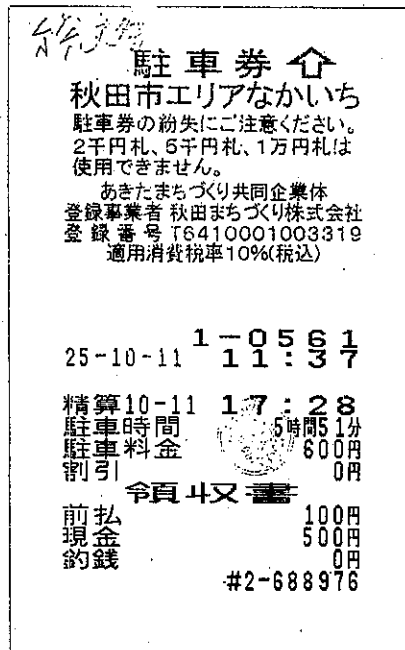 駐車券⇧
秋田市エリアなかいち
駐車券の紛失にご注意ください。
2千円札、5千円札、1万円札は
使用できません。
あきたまちづくり共同企業体
登録事業者 秋田まちづくり株式会社
登録番号 T6410001003319
適用消費税率10%(税込)
1-0561
25-10-11 11:37
精算10-11 17:28
駐車時間 5時間51分
駐車料金 600円
割引 0円
領収書
前払 100円
現金 500円
釣銭 0円
#2-688976